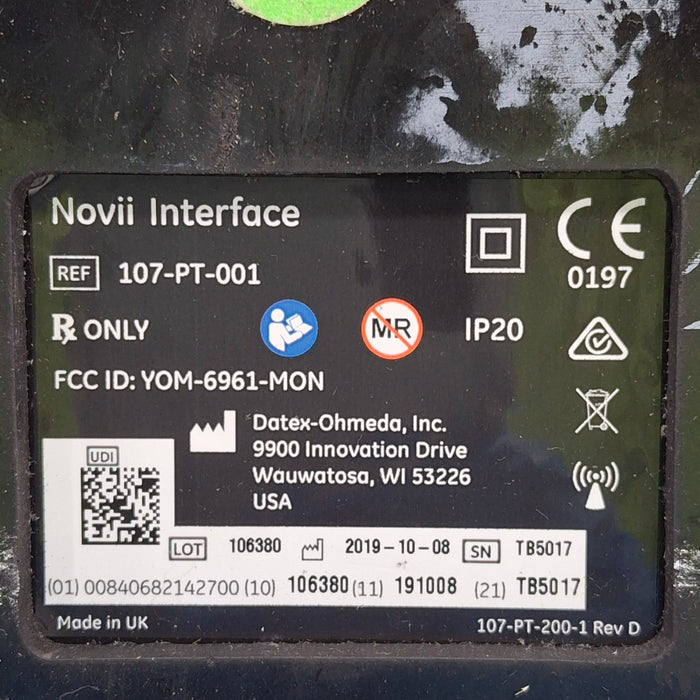 Novii Interface
REF 107-PT-001
CE
0197
Rx ONLY
MR
IP20
FCC ID: YOM-6961-MON
Datex-Ohmeda, Inc.
9900 Innovation Drive
Wauwatosa, WI 53226
USA
UDI
LOT 106380 2019-10-08 SN TB5017
(01) 00840682142700 (10) 106380 (11) 191008 (21) TB5017
Made in UK
107-PT-200-1 Rev D